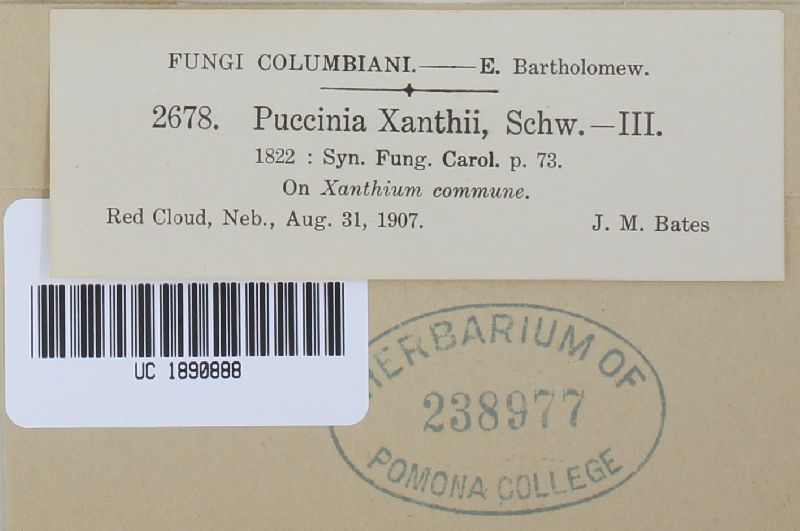 FUNGI COLUMBIANI.——E. Bartholomew.
2678. Puccinia Xanthii, Schw.—III.
1822 : Syn. Fung. Carol. p. 73.
On Xanthium commune.
Red Cloud, Neb., Aug. 31, 1907. J. M. Bates
UC 1890888
HERBARIUM OF
238977
POMONA COLLEGE